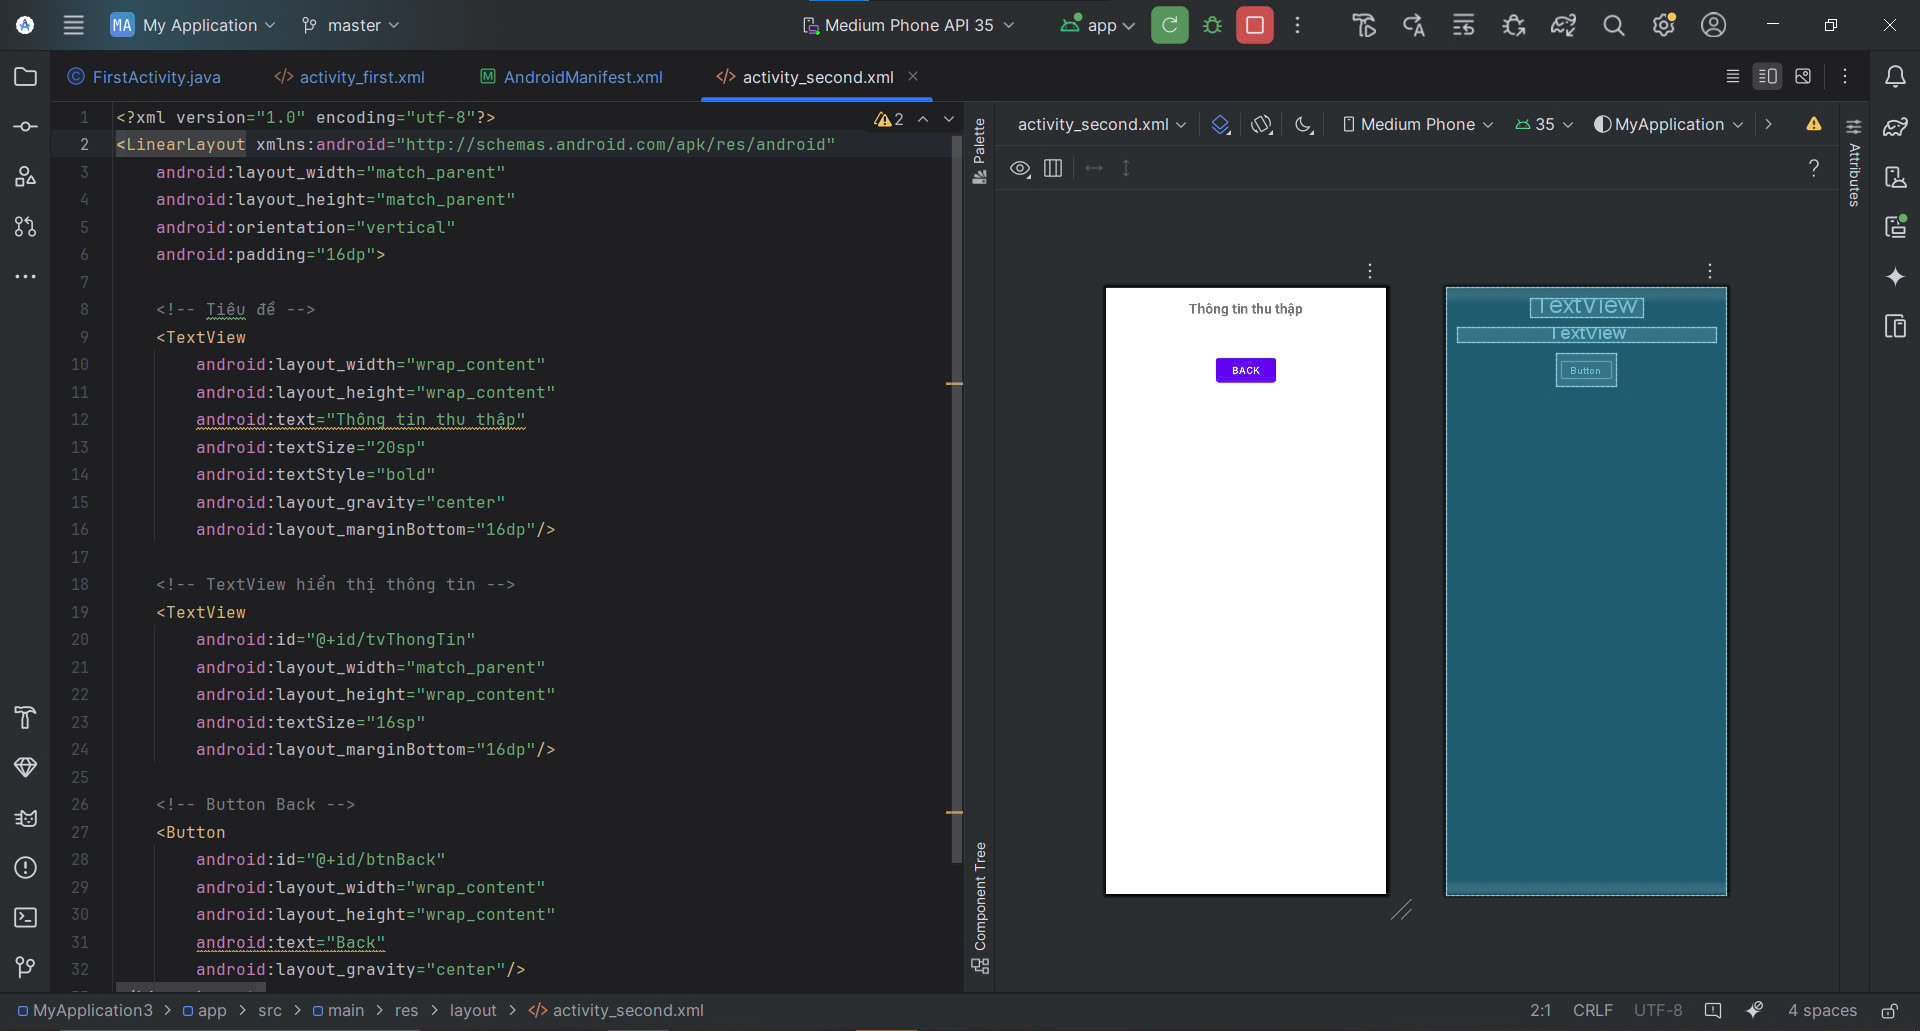 MA My Application
master
Medium Phone API 35
app
FirstActivity.java
activity_first.xml
AndroidManifest.xml
activity_second.xml
1 <?xml version="1.0" encoding="utf-8"?>
2 <LinearLayout xmlns:android="http://schemas.android.com/apk/res/android"
3 android:layout_width="match_parent"
4 android:layout_height="match_parent"
5 android:orientation="vertical"
6 android:padding="16dp">
7
8 <!-- Tiêu đề -->
9 <TextView
10 android:layout_width="wrap_content"
11 android:layout_height="wrap_content"
12 android:text="Thông tin thu thập"
13 android:textSize="20sp"
14 android:textStyle="bold"
15 android:layout_gravity="center"
16 android:layout_marginBottom="16dp"/>
17
18 <!-- TextView hiển thị thông tin -->
19 <TextView
20 android:id="@+id/tvThongTin"
21 android:layout_width="match_parent"
22 android:layout_height="wrap_content"
23 android:textSize="16sp"
24 android:layout_marginBottom="16dp"/>
25
26 <!-- Button Back -->
27 <Button
28 android:id="@+id/btnBack"
29 android:layout_width="wrap_content"
30 android:layout_height="wrap_content"
31 android:text="Back"
32 android:layout_gravity="center"/>
2
Palette
Component Tree
activity_second.xml
Medium Phone
35
MyApplication
?
Attributes
Thông tin thu thập
BACK
TextView
TextView
Button
MyApplication3 > app > src > main > res > layout > activity_second.xml
2:1 CRLF UTF-8 4 spaces